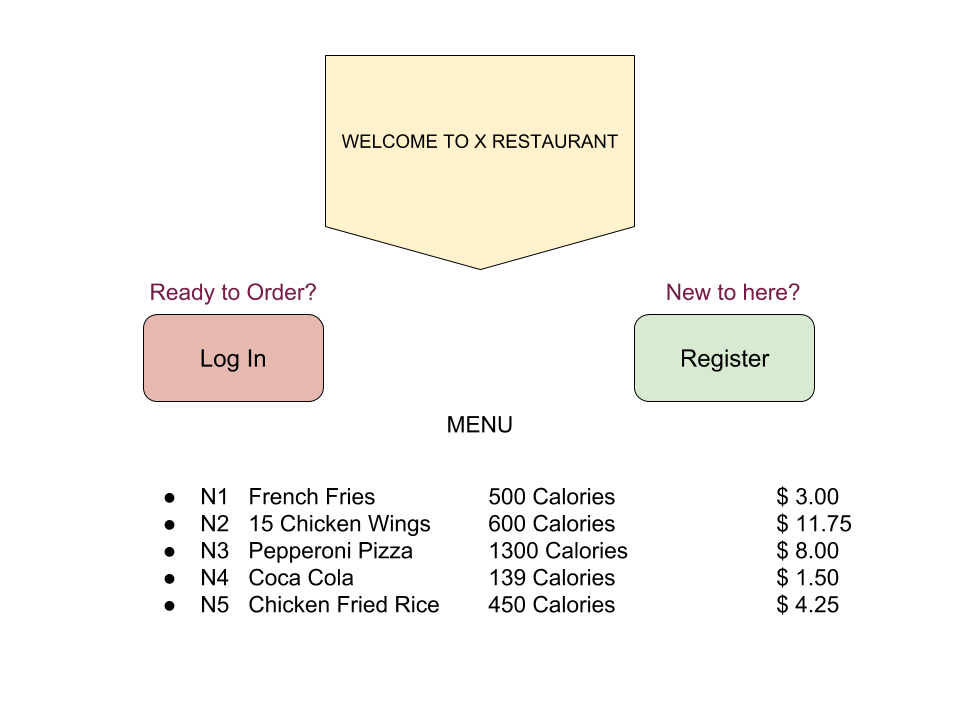 WELCOME TO X RESTAURANT
Ready to Order?
New to here?
Log In
Register
MENU
● N1 French Fries 500 Calories $ 3.00
● N2 15 Chicken Wings 600 Calories $ 11.75
● N3 Pepperoni Pizza 1300 Calories $ 8.00
● N4 Coca Cola 139 Calories $ 1.50
● N5 Chicken Fried Rice 450 Calories $ 4.25